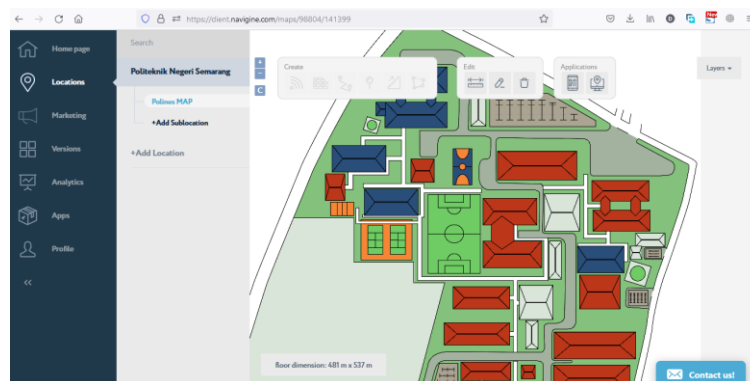 https://client.navigine.com/maps/98804/141399
Home page
Locations
Marketing
Versions
Analytics
Apps
Profile
Search
Politeknik Negeri Semarang
Polines MAP
+Add Sublocation
+Add Location
+
−
C
Create
Edit
Applications
Layers
floor dimension: 481 m x 537 m
Contact us!